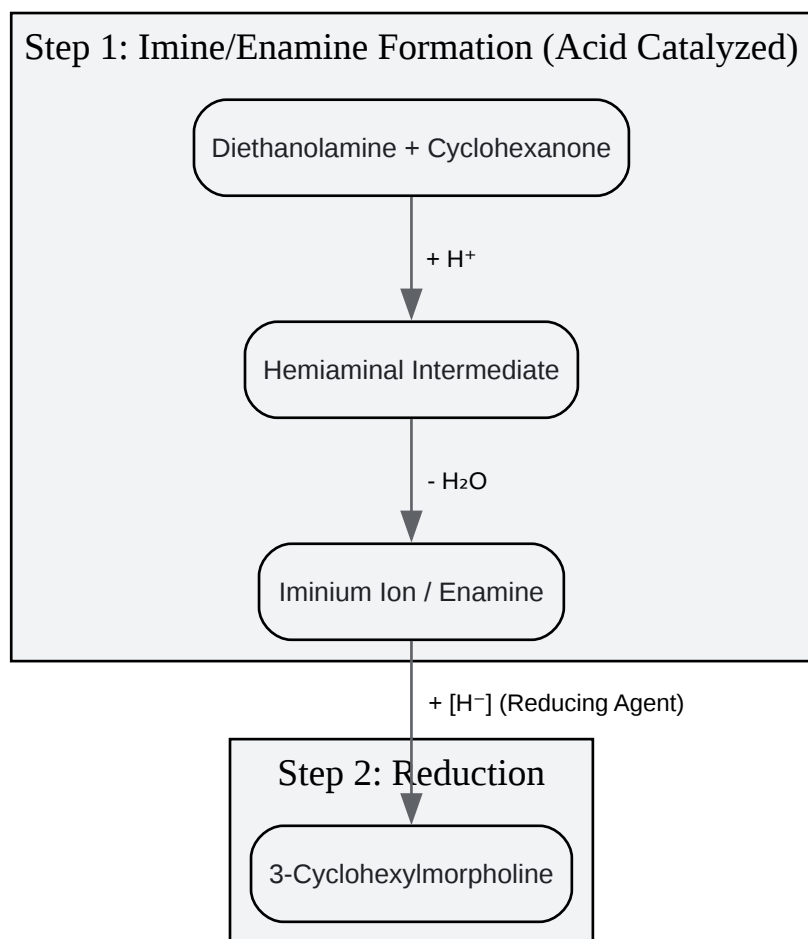 Step 1: Imine/Enamine Formation (Acid Catalyzed)
Diethanolamine + Cyclohexanone
+ H⁺
Hemiaminal Intermediate
- H₂O
Iminium Ion / Enamine
+ [H⁻] (Reducing Agent)
Step 2: Reduction
3-Cyclohexylmorpholine